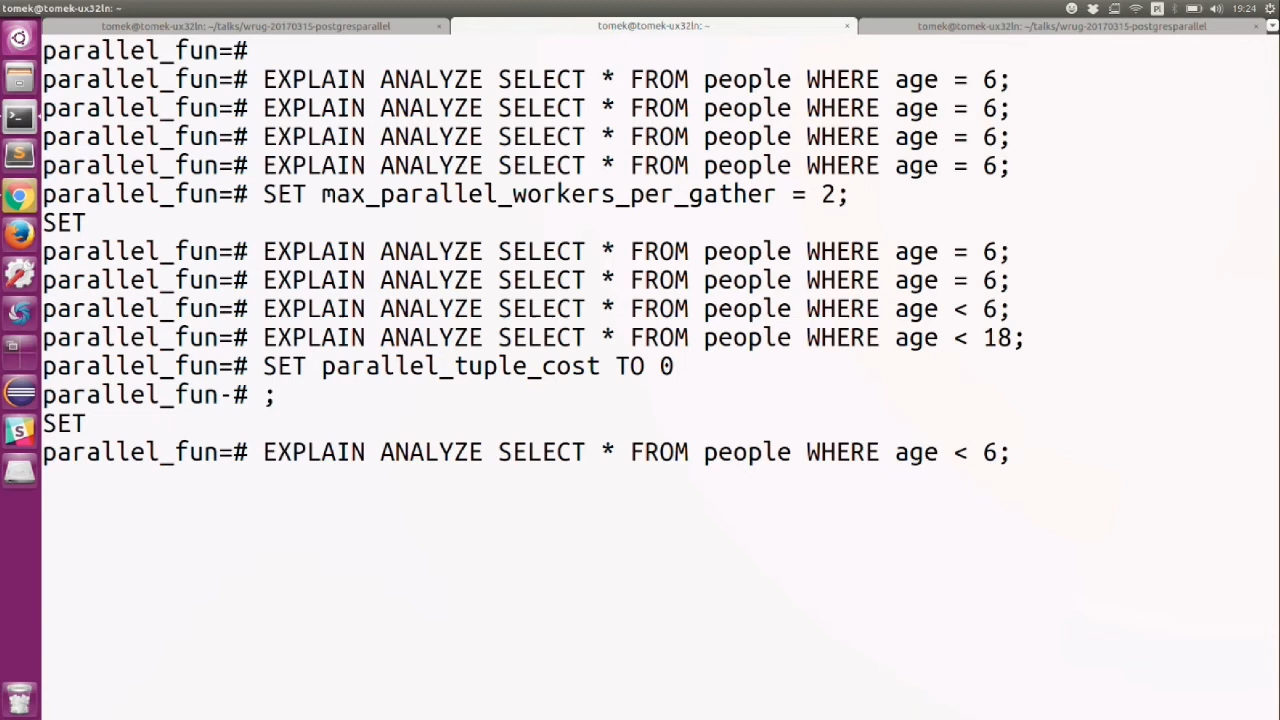 tomek@tomek-ux32ln: ~
19:24
tomek@tomek-ux32ln: ~/talks/wrug-20170315-postgresparallel
tomek@tomek-ux32ln: ~
tomek@tomek-ux32ln: ~/talks/wrug-20170315-postgresparallel
parallel_fun=#
parallel_fun=# EXPLAIN ANALYZE SELECT * FROM people WHERE age = 6;
parallel_fun=# EXPLAIN ANALYZE SELECT * FROM people WHERE age = 6;
parallel_fun=# EXPLAIN ANALYZE SELECT * FROM people WHERE age = 6;
parallel_fun=# EXPLAIN ANALYZE SELECT * FROM people WHERE age = 6;
parallel_fun=# SET max_parallel_workers_per_gather = 2;
SET
parallel_fun=# EXPLAIN ANALYZE SELECT * FROM people WHERE age = 6;
parallel_fun=# EXPLAIN ANALYZE SELECT * FROM people WHERE age = 6;
parallel_fun=# EXPLAIN ANALYZE SELECT * FROM people WHERE age < 6;
parallel_fun=# EXPLAIN ANALYZE SELECT * FROM people WHERE age < 18;
parallel_fun=# SET parallel_tuple_cost TO 0
parallel_fun-# ;
SET
parallel_fun=# EXPLAIN ANALYZE SELECT * FROM people WHERE age < 6;